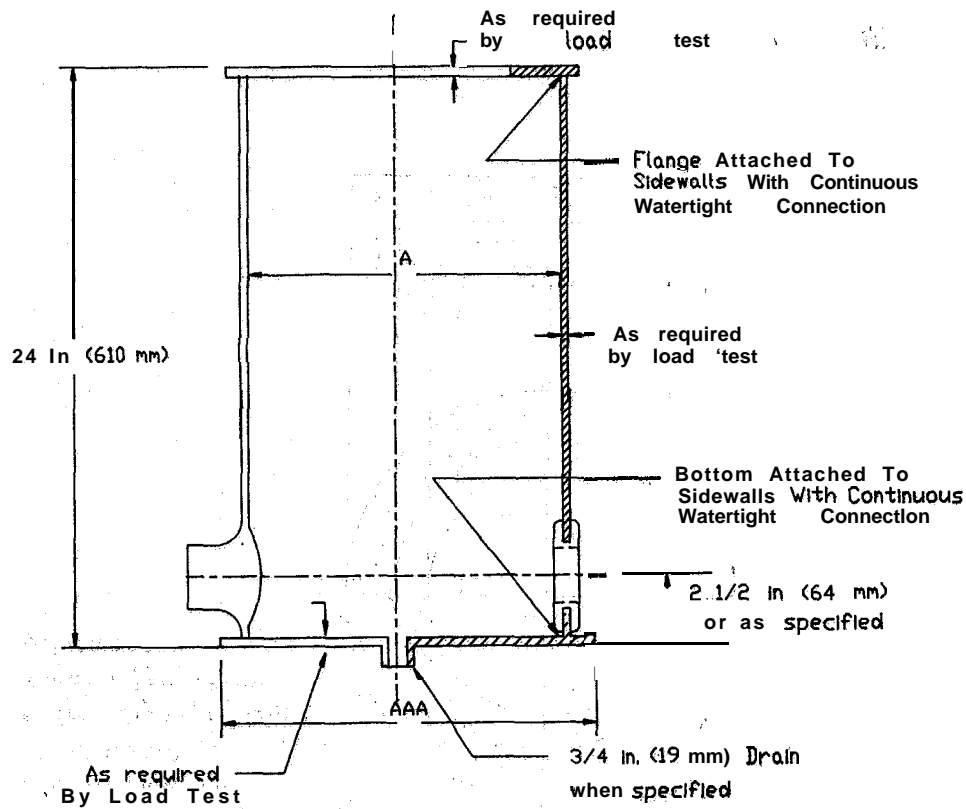 As required
by load test
Flange Attached To
Sidewalls With Continuous
Watertight Connection
A
24 In (610 mm)
As required
by load 'test
Bottom Attached To
Sidewalls With Continuous
Watertight Connection
2 1/2 in (64 mm)
or as specified
AAA
3/4 in. (19 mm) Drain
when specified
As required
By Load Test